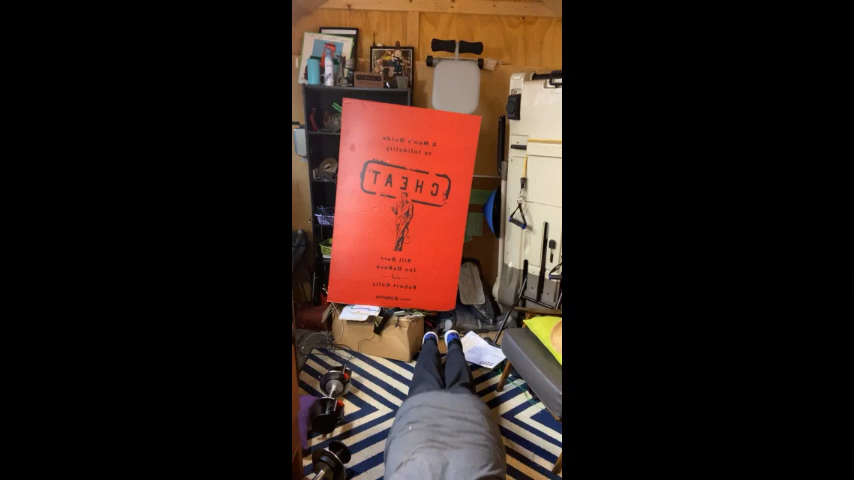 A Man's Guide
to Infidelity
CHEAT
Bill Burr
Joe DeRosa
Robert Kelly